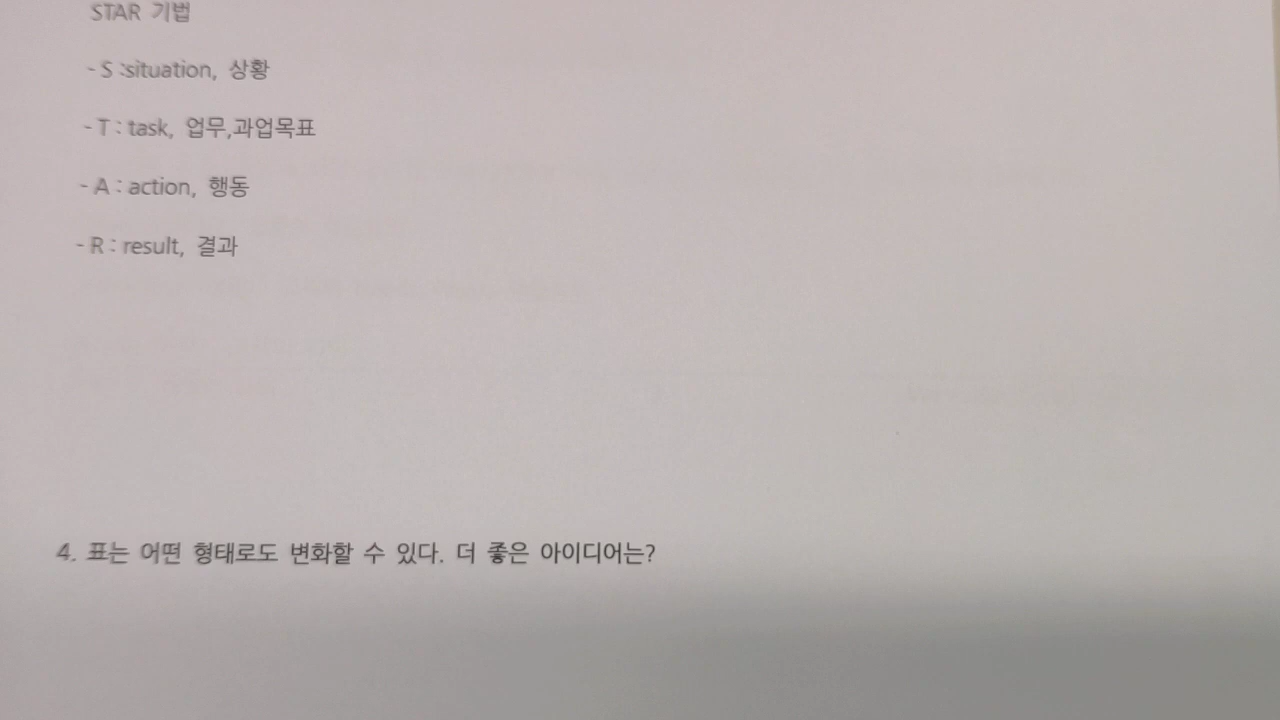 STAR 기법
- S :situation, 상황
- T : task, 업무,과업목표
- A : action, 행동
- R : result, 결과
4. 표는 어떤 형태로도 변화할 수 있다. 더 좋은 아이디어는?